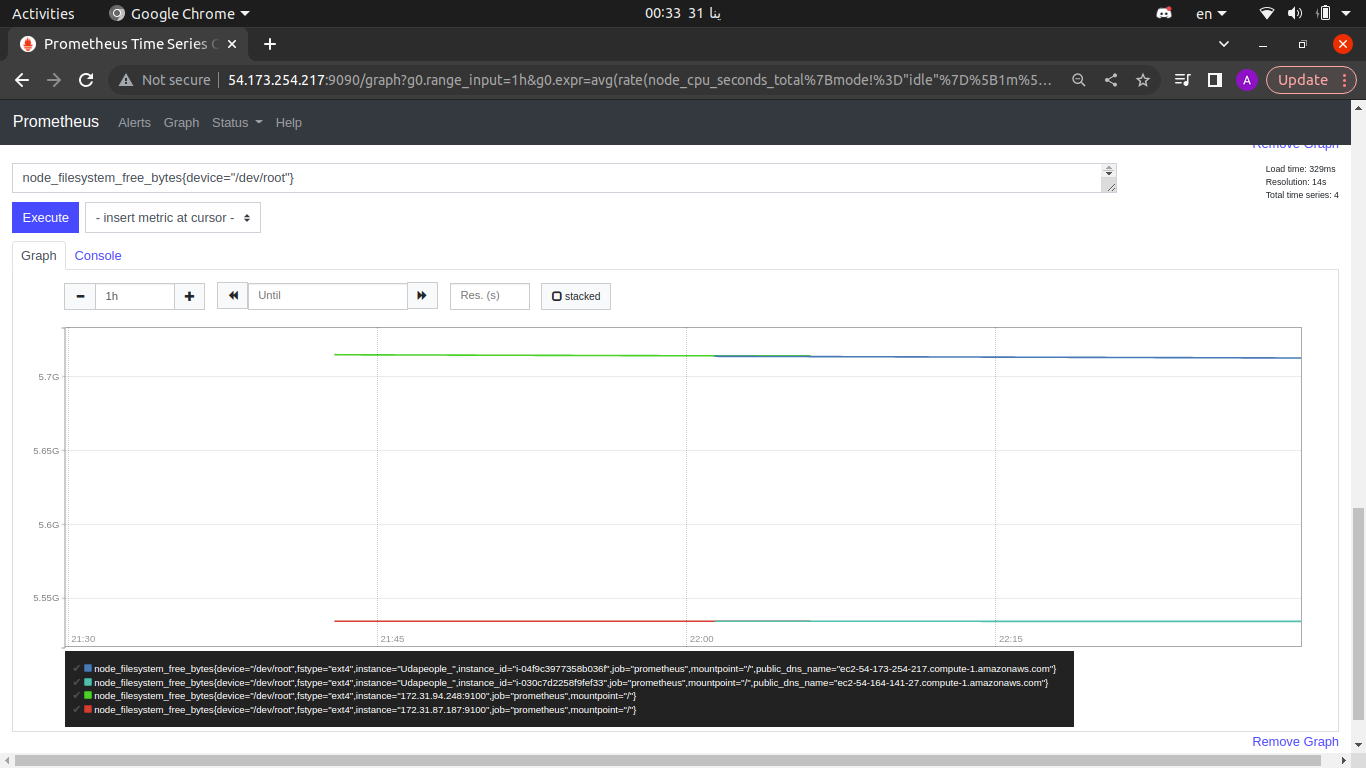 Activities
Google Chrome
00:33 31 ينا
en
Prometheus Time Series C
Not secure
54.173.254.217:9090/graph?g0.range_input=1h&g0.expr=avg(rate(node_cpu_seconds_total%7Bmode!%3D"idle"%7D%5B1m%5...
A
Update
Prometheus
Alerts
Graph
Status
Help
Remove Graph
node_filesystem_free_bytes{device="/dev/root"}
Load time: 329ms
Resolution: 14s
Total time series: 4
Execute
- insert metric at cursor -
Graph
Console
1h
Until
Res. (s)
stacked
5.7G
5.65G
5.6G
5.55G
21:30
21:45
22:00
22:15
node_filesystem_free_bytes{device="/dev/root",fstype="ext4",instance="Udapeople_",instance_id="i-04f9c3977358b036f",job="prometheus",mountpoint="/",public_dns_name="ec2-54-173-254-217.compute-1.amazonaws.com"}
node_filesystem_free_bytes{device="/dev/root",fstype="ext4",instance="Udapeople_",instance_id="i-030c7d2258f9fef33",job="prometheus",mountpoint="/",public_dns_name="ec2-54-164-141-27.compute-1.amazonaws.com"}
node_filesystem_free_bytes{device="/dev/root",fstype="ext4",instance="172.31.94.248:9100",job="prometheus",mountpoint="/"}
node_filesystem_free_bytes{device="/dev/root",fstype="ext4",instance="172.31.87.187:9100",job="prometheus",mountpoint="/"}
Remove Graph